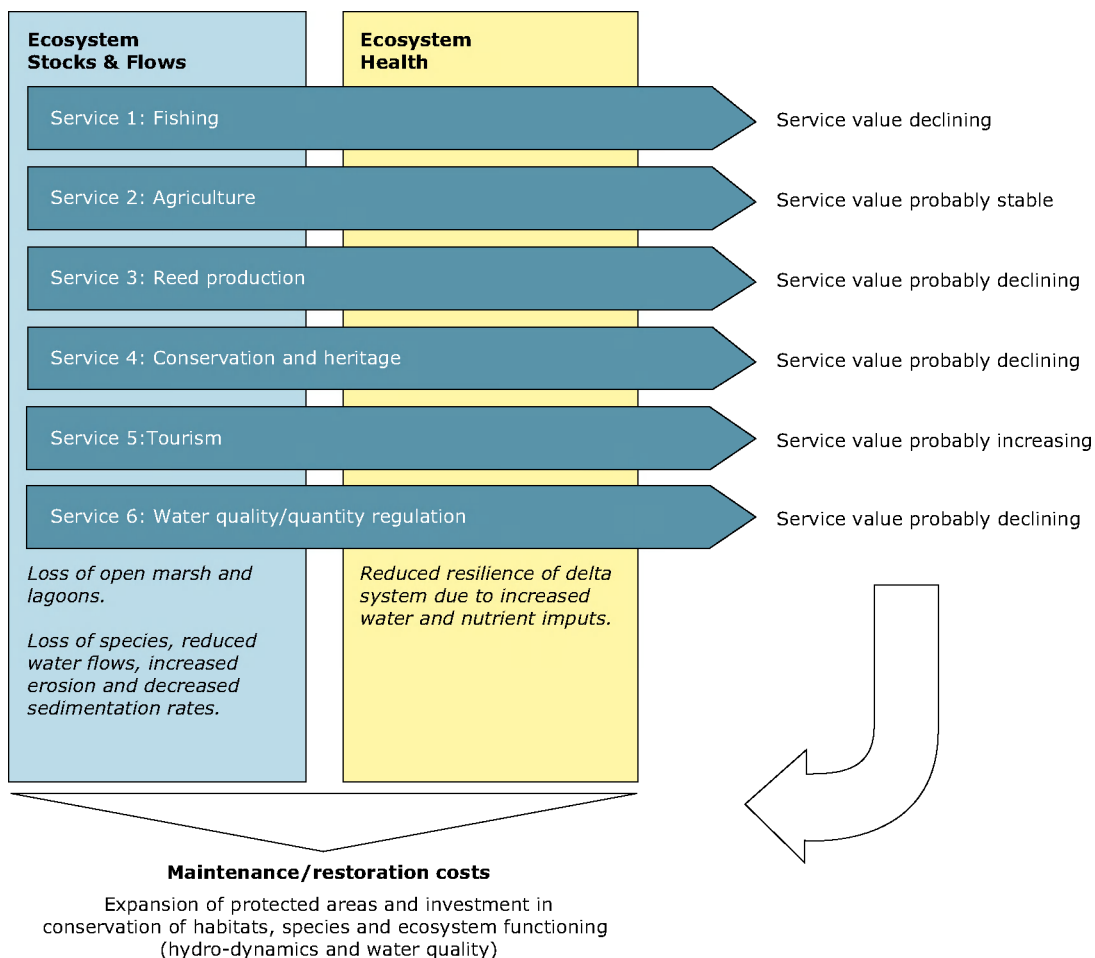 Ecosystem
Stocks & Flows
Ecosystem
Health
Service 1: Fishing
Service value declining
Service 2: Agriculture
Service value probably stable
Service 3: Reed production
Service value probably declining
Service 4: Conservation and heritage
Service value probably declining
Service 5:Tourism
Service value probably increasing
Service 6: Water quality/quantity regulation
Service value probably declining
Loss of open marsh and
lagoons.
Loss of species, reduced
water flows, increased
erosion and decreased
sedimentation rates.
Reduced resilience of delta
system due to increased
water and nutrient imputs.
Maintenance/restoration costs
Expansion of protected areas and investment in
conservation of habitats, species and ecosystem functioning
(hydro-dynamics and water quality)